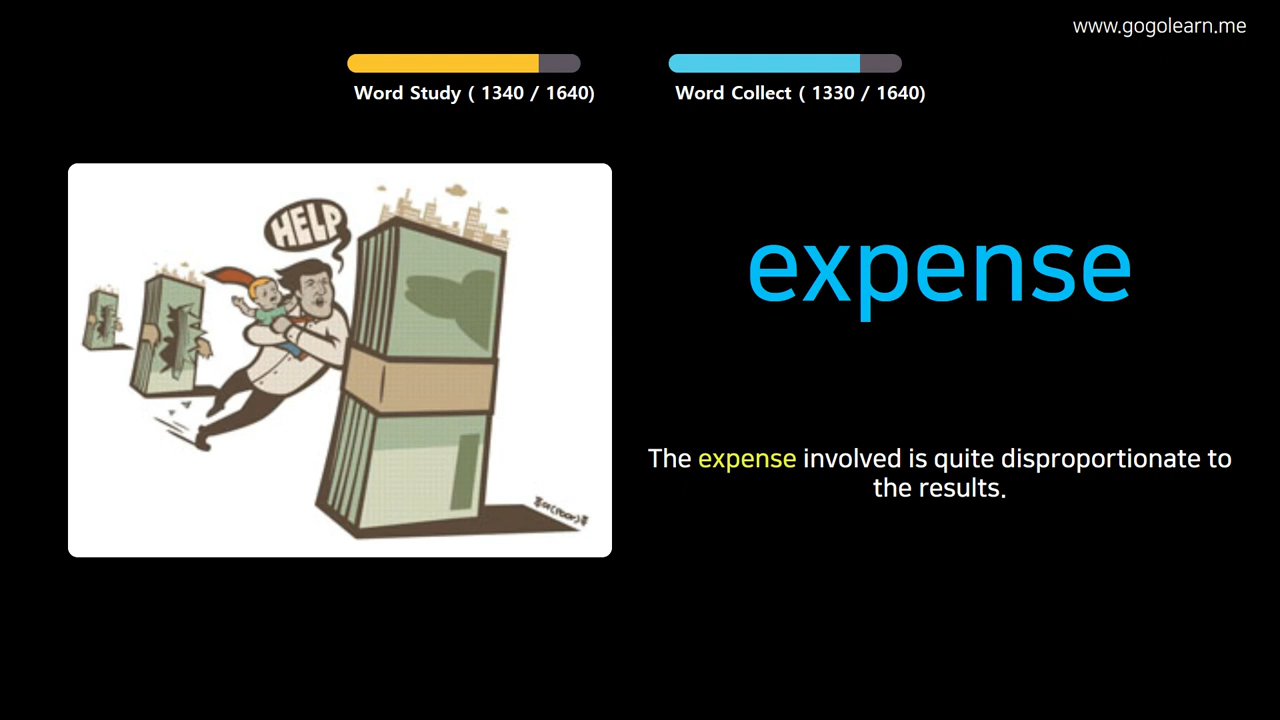 www.gogolearn.me
Word Study ( 1340 / 1640)
Word Collect ( 1330 / 1640)
HELP
expense
The expense involved is quite disproportionate to
the results.